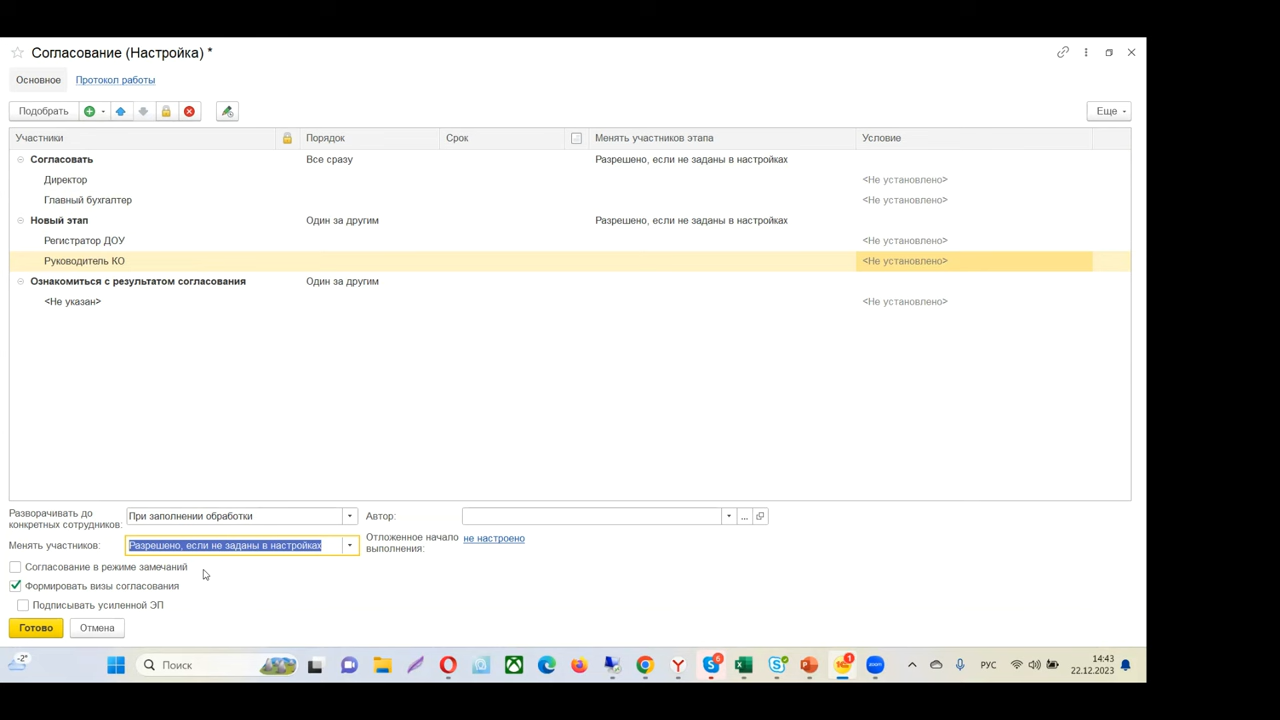 Согласование (Настройка) *
Основное Протокол работы
Подобрать Еще
Участники Порядок Срок Менять участников этапа Условие
Согласовать Все сразу Разрешено, если не заданы в настройках
Директор <Не установлено>
Главный бухгалтер <Не установлено>
Новый этап Один за другим Разрешено, если не заданы в настройках
Регистратор ДОУ <Не установлено>
Руководитель КО <Не установлено>
Ознакомиться с результатом согласования Один за другим
<Не указан> <Не установлено>
Разворачивать до конкретных сотрудников: При заполнении обработки Автор: ...
Менять участников: Разрешено, если не заданы в настройках Отложенное начало выполнения: не настроено
Согласование в режиме замечаний
Формировать визы согласования
Подписывать усиленной ЭП
Готово Отмена
-2° Поиск 6 1С 1 zoom РУС 14:43
22.12.2023